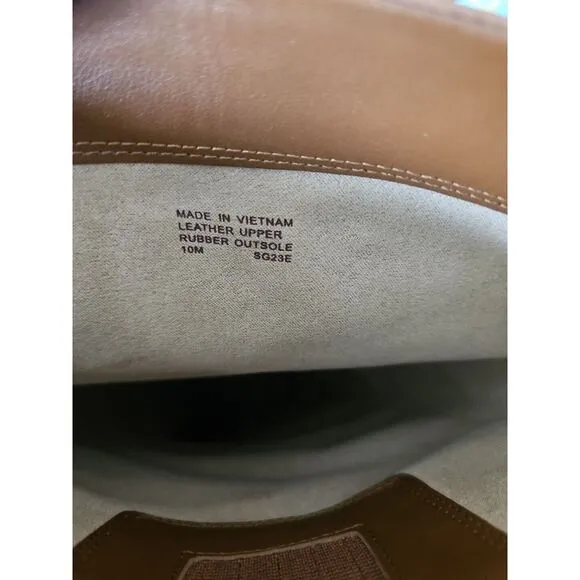 MADE IN VIETNAM
LEATHER UPPER
RUBBER OUTSOLE
10M SG23E